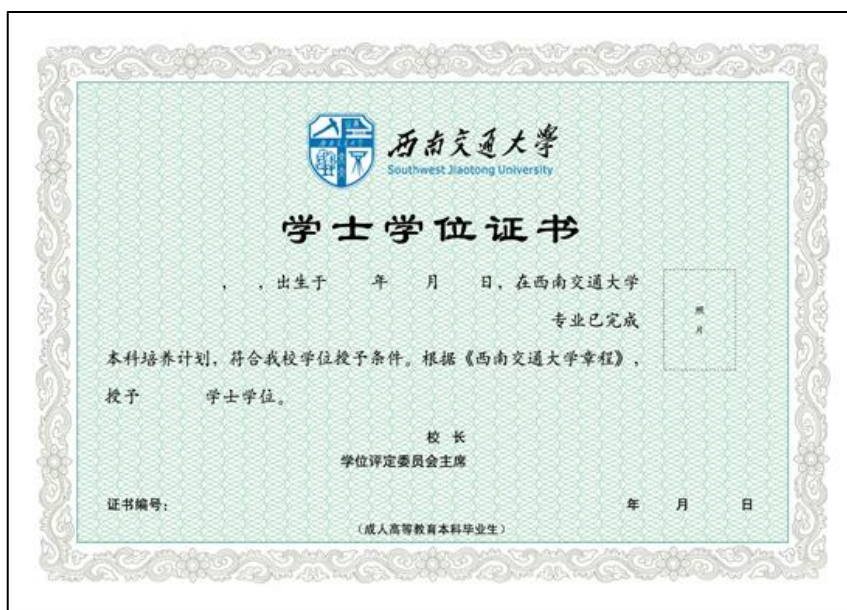 西南交通大學
Southwest Jiaotong University
学士学位证书
， ，出生于 年 月 日，在西南交通大学
专业已完成
照
片
本科培养计划，符合我校学位授予条件。根据《西南交通大学章程》，
授予 学士学位。
校 长
学位评定委员会主席
证书编号： 年 月 日
（成人高等教育本科毕业生）